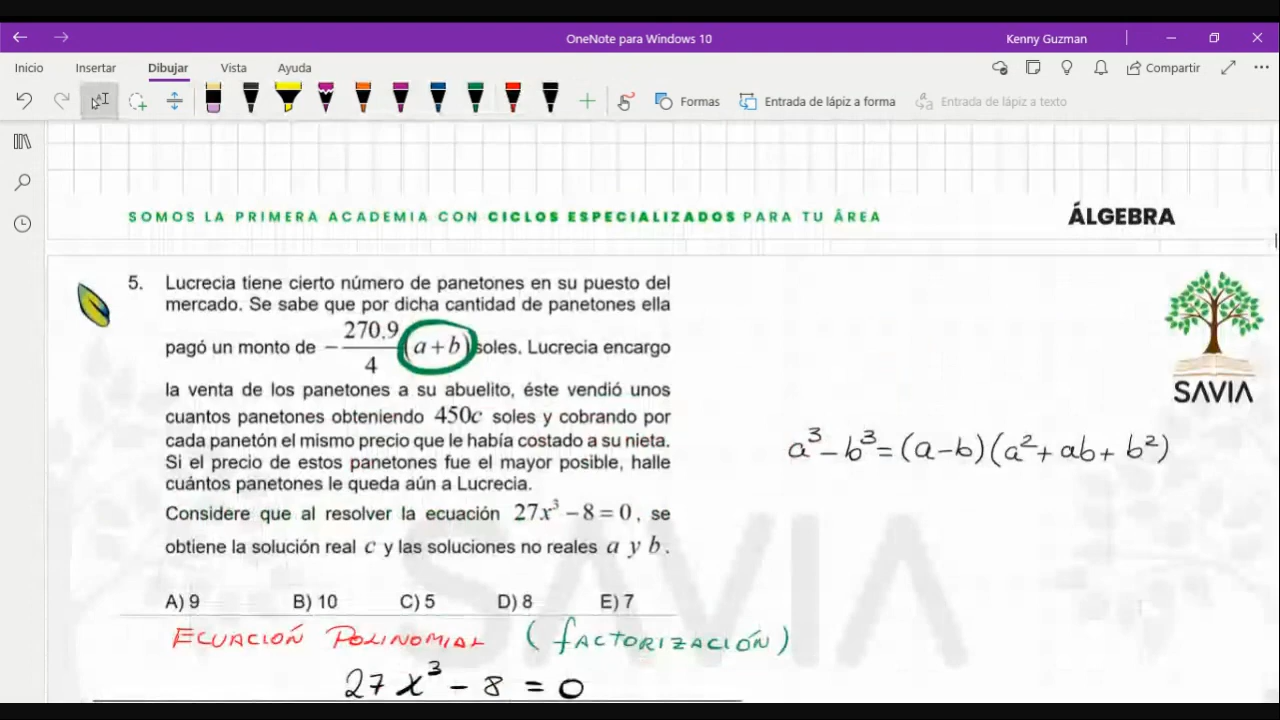 OneNote para Windows 10
Kenny Guzman
Inicio Insertar Dibujar Vista Ayuda
Compartir
Formas Entrada de lápiz a forma Entrada de lápiz a texto
SOMOS LA PRIMERA ACADEMIA CON CICLOS ESPECIALIZADOS PARA TU ÁREA
ÁLGEBRA
5. Lucrecia tiene cierto número de panetones en su puesto del
mercado. Se sabe que por dicha cantidad de panetones ella
pagó un monto de −270.9/4 (a+b) soles. Lucrecia encargo
la venta de los panetones a su abuelito, éste vendió unos
cuantos panetones obteniendo 450c soles y cobrando por
cada panetón el mismo precio que le había costado a su nieta.
Si el precio de estos panetones fue el mayor posible, halle
cuántos panetones le queda aún a Lucrecia.
Considere que al resolver la ecuación 27x³ −8 = 0, se
obtiene la solución real c y las soluciones no reales a y b.
A) 9 B) 10 C) 5 D) 8 E) 7
SAVIA
a³ − b³ = (a−b)(a² + ab + b²)
SAVIA
ECUACIÓN POLINOMIAL (fACTORIZACIÓN)
27x³ − 8 = 0